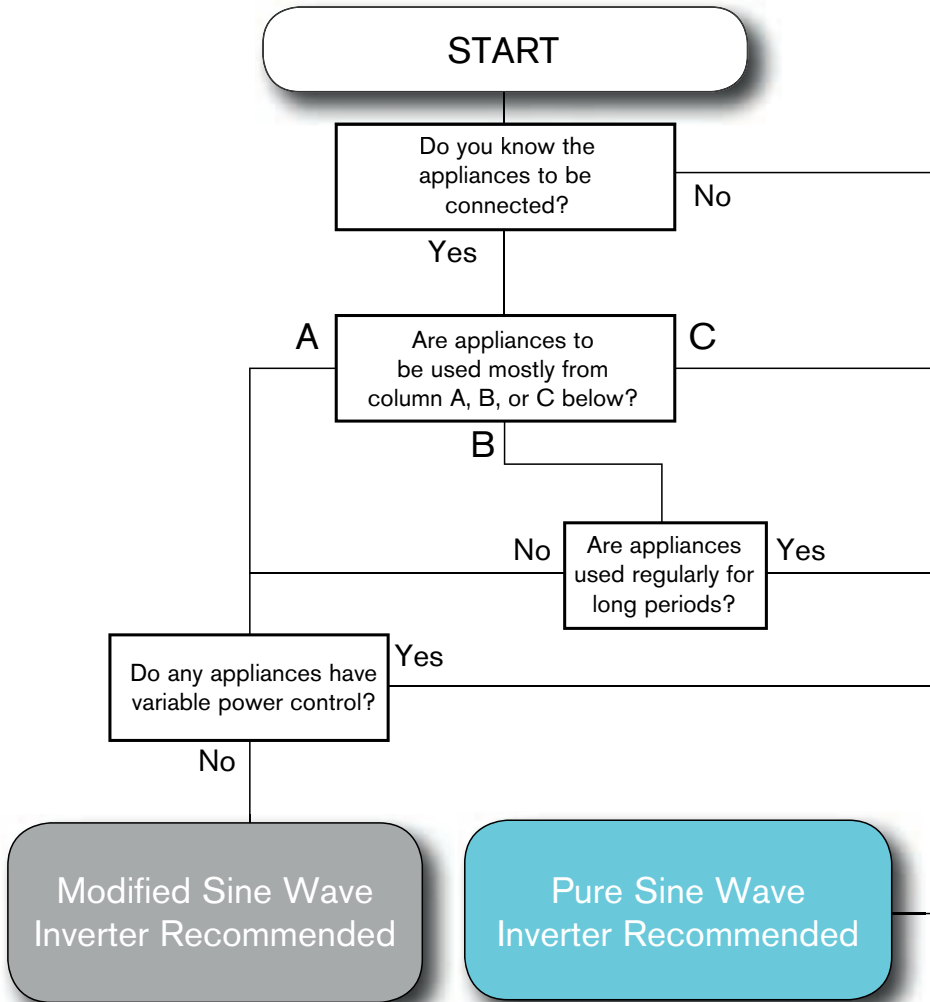 START
Do you know the
appliances to be
connected?
No
Yes
A
Are appliances to
be used mostly from
column A, B, or C below?
C
B
No
Are appliances
used regularly for
long periods?
Yes
Do any appliances have
variable power control?
Yes
No
Modified Sine Wave
Inverter Recommended
Pure Sine Wave
Inverter Recommended